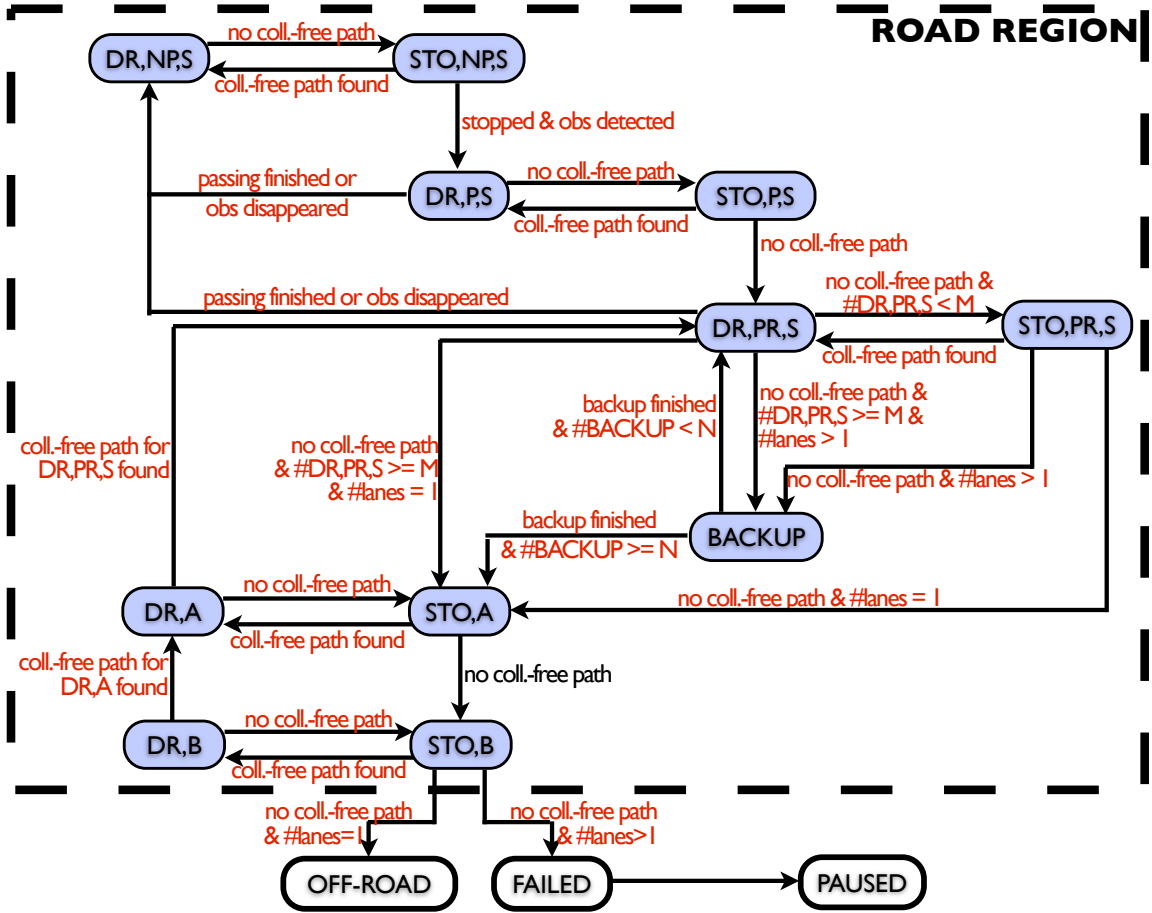 ROAD REGION
DR,NP,S
no coll.-free path
coll.-free path found
STO,NP,S
stopped & obs detected
passing finished or
obs disappeared
DR,P,S
no coll.-free path
coll.-free path found
STO,P,S
no coll.-free path
passing finished or obs disappeared
DR,PR,S
no coll.-free path &
#DR,PR,S < M
coll.-free path found
STO,PR,S
coll.-free path for
DR,PR,S found
no coll.-free path
& #DR,PR,S >= M
& #lanes = 1
backup finished
& #BACKUP < N
no coll.-free path &
#DR,PR,S >= M &
#lanes > 1
no coll.-free path & #lanes > 1
backup finished
& #BACKUP >= N
BACKUP
DR,A
no coll.-free path
coll.-free path found
STO,A
no coll.-free path & #lanes = 1
coll.-free path for
DR,A found
no coll.-free path
DR,B
no coll.-free path
coll.-free path found
STO,B
no coll.-free path
& #lanes=1
no coll.-free path
& #lanes>1
OFF-ROAD
FAILED
PAUSED